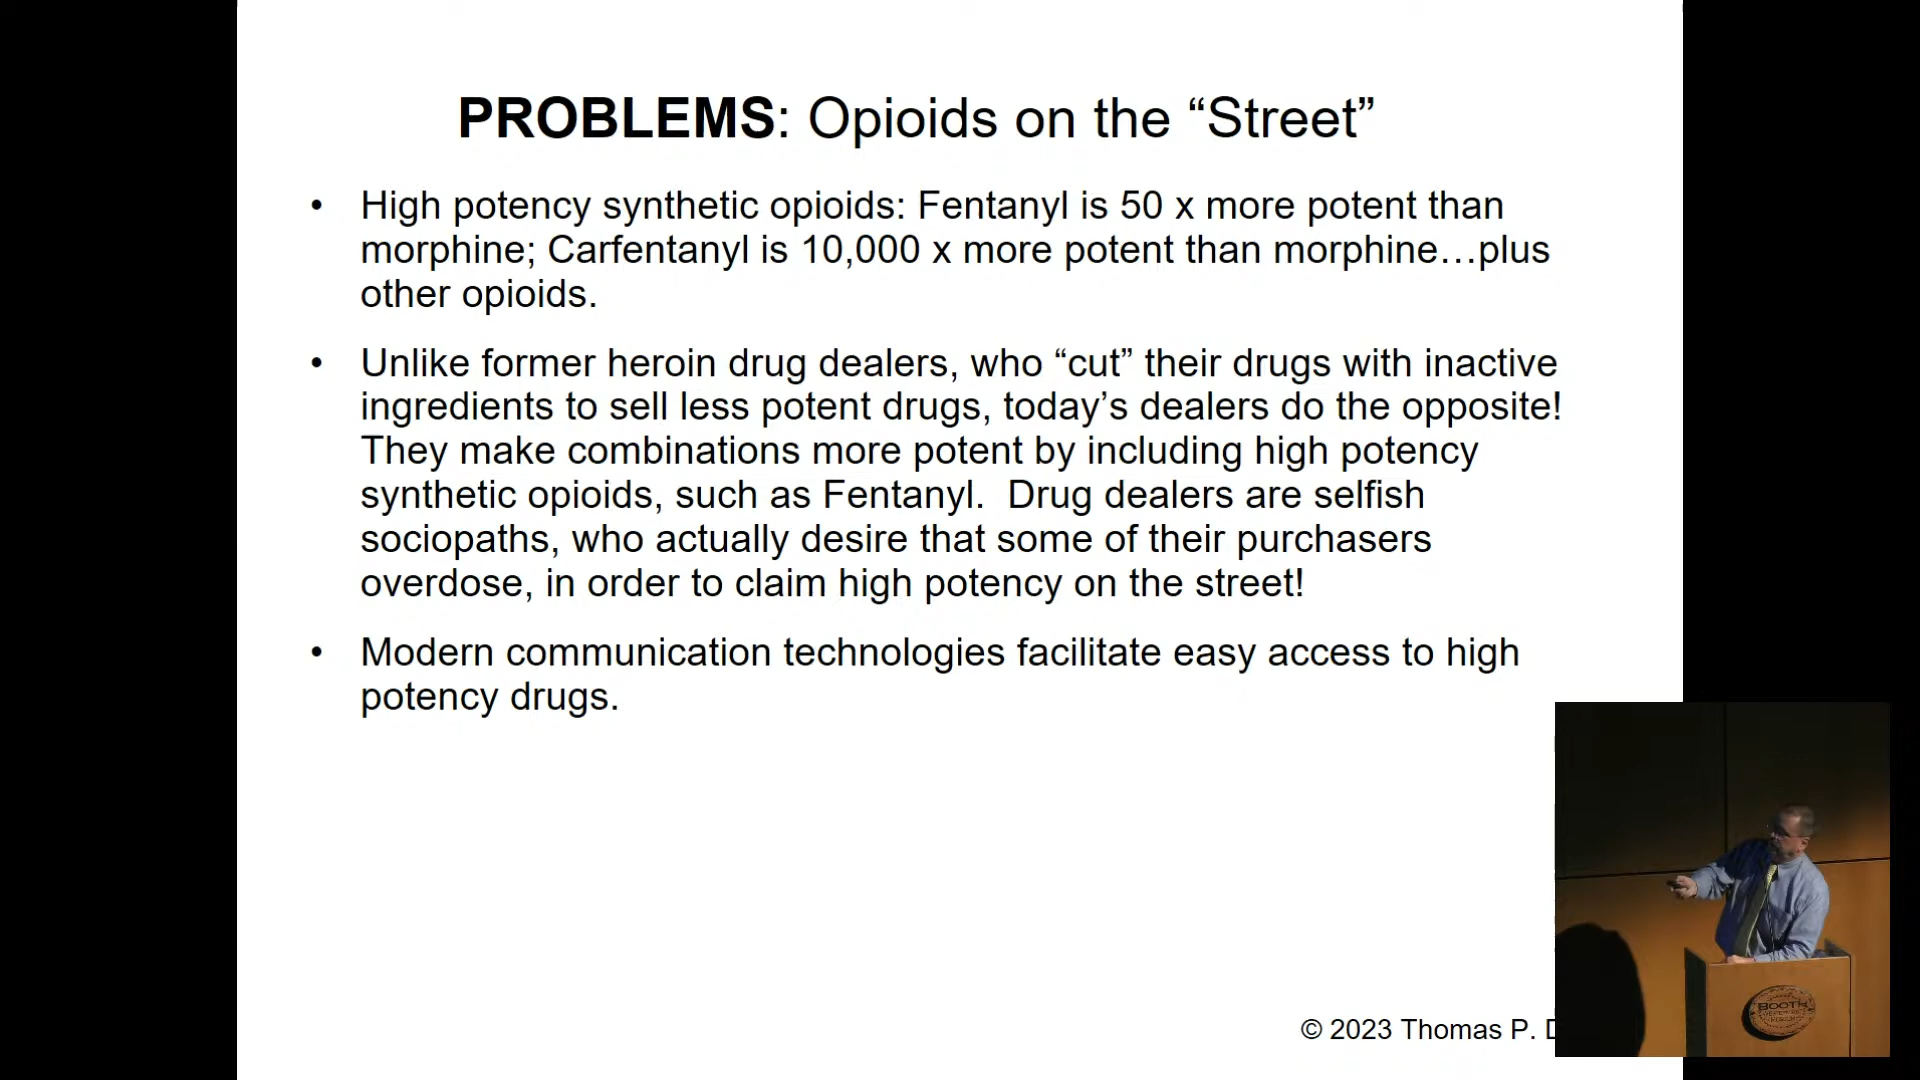 PROBLEMS: Opioids on the “Street”
• High potency synthetic opioids: Fentanyl is 50 x more potent than
morphine; Carfentanyl is 10,000 x more potent than morphine…plus
other opioids.
• Unlike former heroin drug dealers, who “cut” their drugs with inactive
ingredients to sell less potent drugs, today’s dealers do the opposite!
They make combinations more potent by including high potency
synthetic opioids, such as Fentanyl.  Drug dealers are selfish
sociopaths, who actually desire that some of their purchasers
overdose, in order to claim high potency on the street!
• Modern communication technologies facilitate easy access to high
potency drugs.
© 2023 Thomas P.
BOOTH